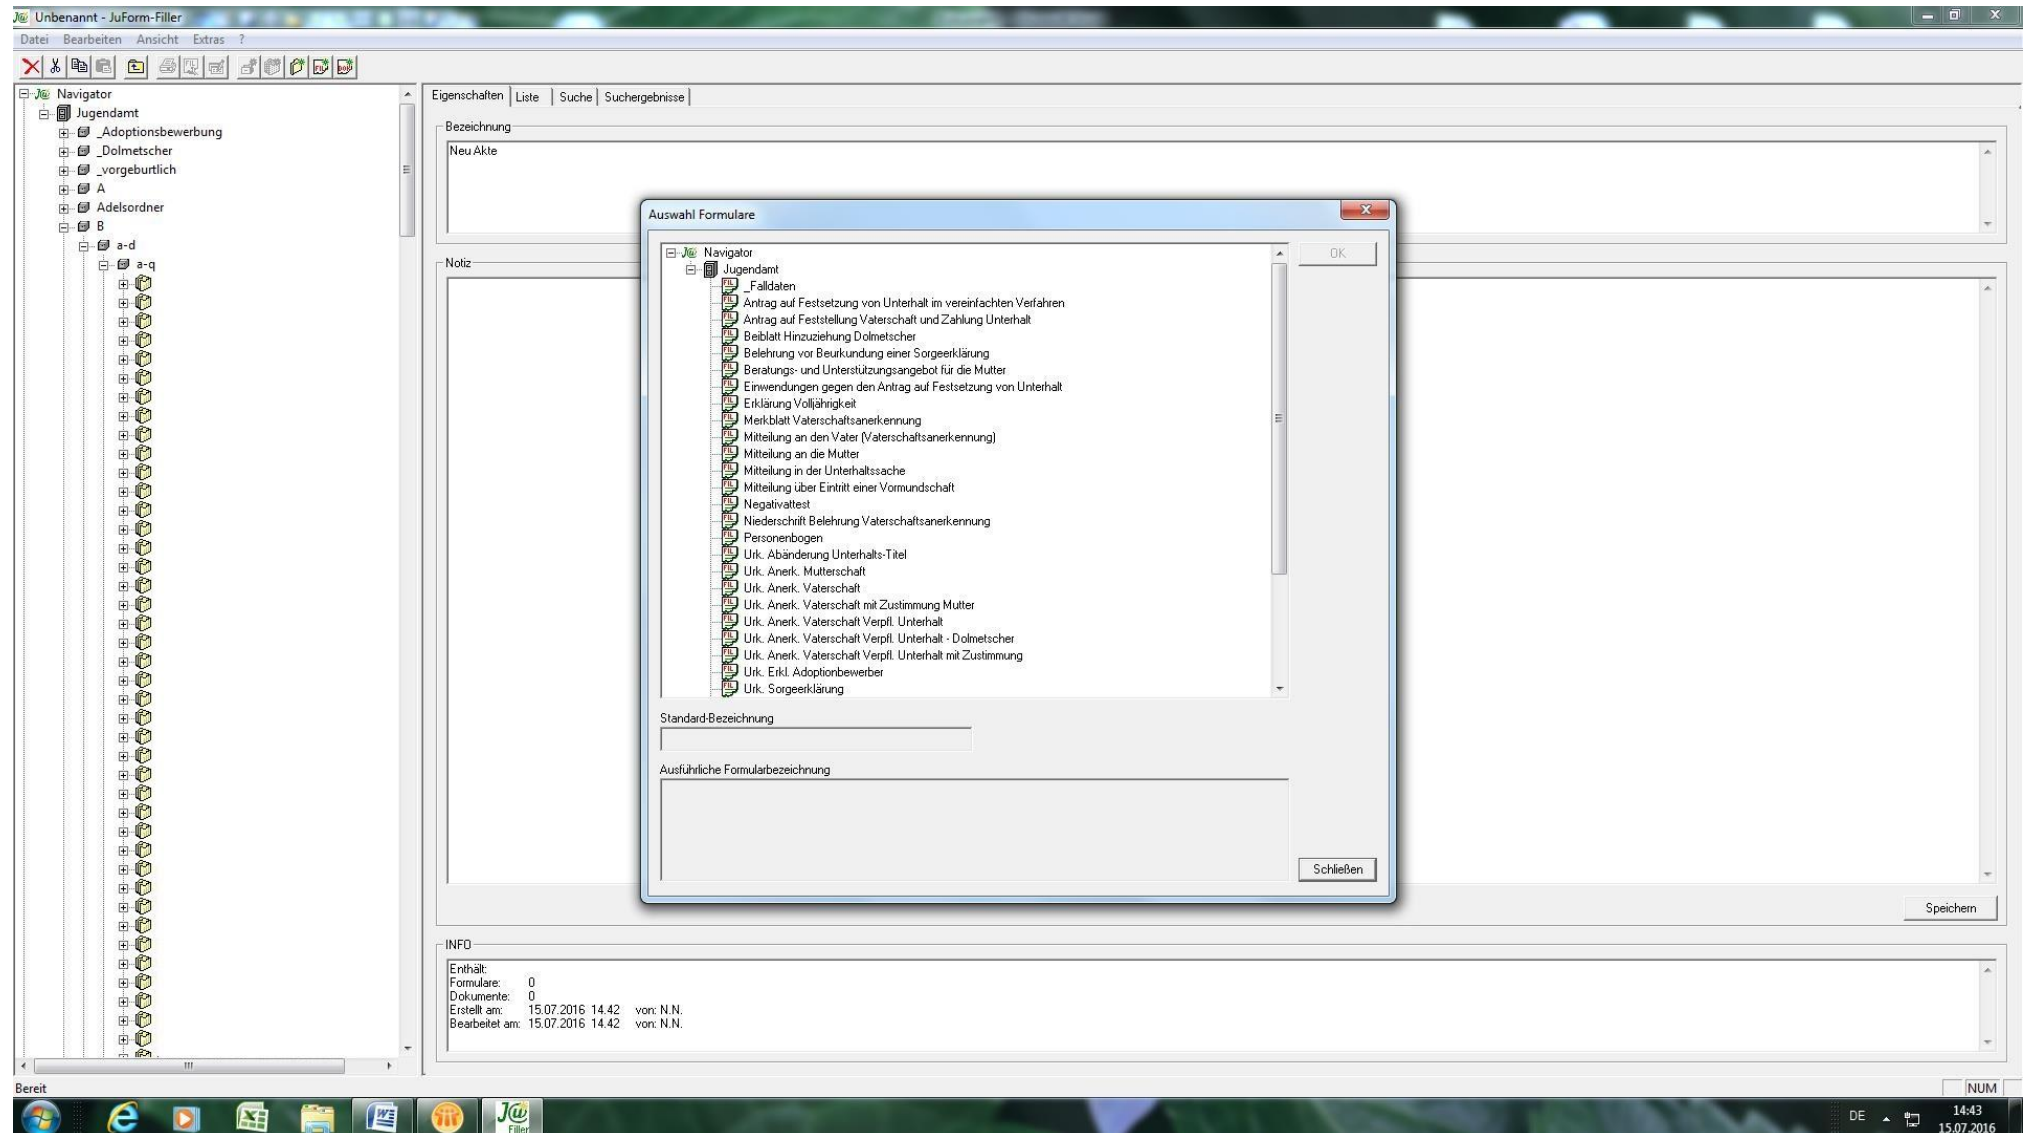 Unbenannt - JuForm-Filler
Datei Bearbeiten Ansicht Extras ?
Navigator
Jugendamt
_Adoptionsbewerbung
_Dolmetscher
_vorgeburtlich
A
Adelsordner
B
a-d
a-q
Eigenschaften Liste Suche Suchergebnisse
Bezeichnung
Neu Akte
Notiz
Auswahl Formulare
Navigator
Jugendamt
_Falldaten
Antrag auf Festsetzung von Unterhalt im vereinfachten Verfahren
Antrag auf Feststellung Vaterschaft und Zahlung Unterhalt
Beiblatt Hinzuziehung Dolmetscher
Belehrung vor Beurkundung einer Sorgeerklärung
Beratungs- und Unterstützungsangebot für die Mutter
Einwendungen gegen den Antrag auf Festsetzung von Unterhalt
Erklärung Volljährigkeit
Merkblatt Vaterschaftsanerkennung
Mitteilung an den Vater (Vaterschaftsanerkennung)
Mitteilung an die Mutter
Mitteilung in der Unterhaltssache
Mitteilung über Eintritt einer Vormundschaft
Negativattest
Niederschrift Belehrung Vaterschaftsanerkennung
Personenbogen
Urk. Abänderung Unterhalts-Titel
Urk. Anerk. Mutterschaft
Urk. Anerk. Vaterschaft
Urk. Anerk. Vaterschaft mit Zustimmung Mutter
Urk. Anerk. Vaterschaft Verpfl. Unterhalt
Urk. Anerk. Vaterschaft Verpfl. Unterhalt - Dolmetscher
Urk. Anerk. Vaterschaft Verpfl. Unterhalt mit Zustimmung
Urk. Erkl. Adoptionbewerber
Urk. Sorgeerklärung
OK
Standard-Bezeichnung
Ausführliche Formularbezeichnung
Schließen
Speichern
INFO
Enthält:
Formulare: 0
Dokumente: 0
Erstellt am: 15.07.2016 14.42 von: N.N.
Bearbeitet am: 15.07.2016 14.42 von: N.N.
Bereit
NUM
J@ Filler
DE
14:43
15.07.2016